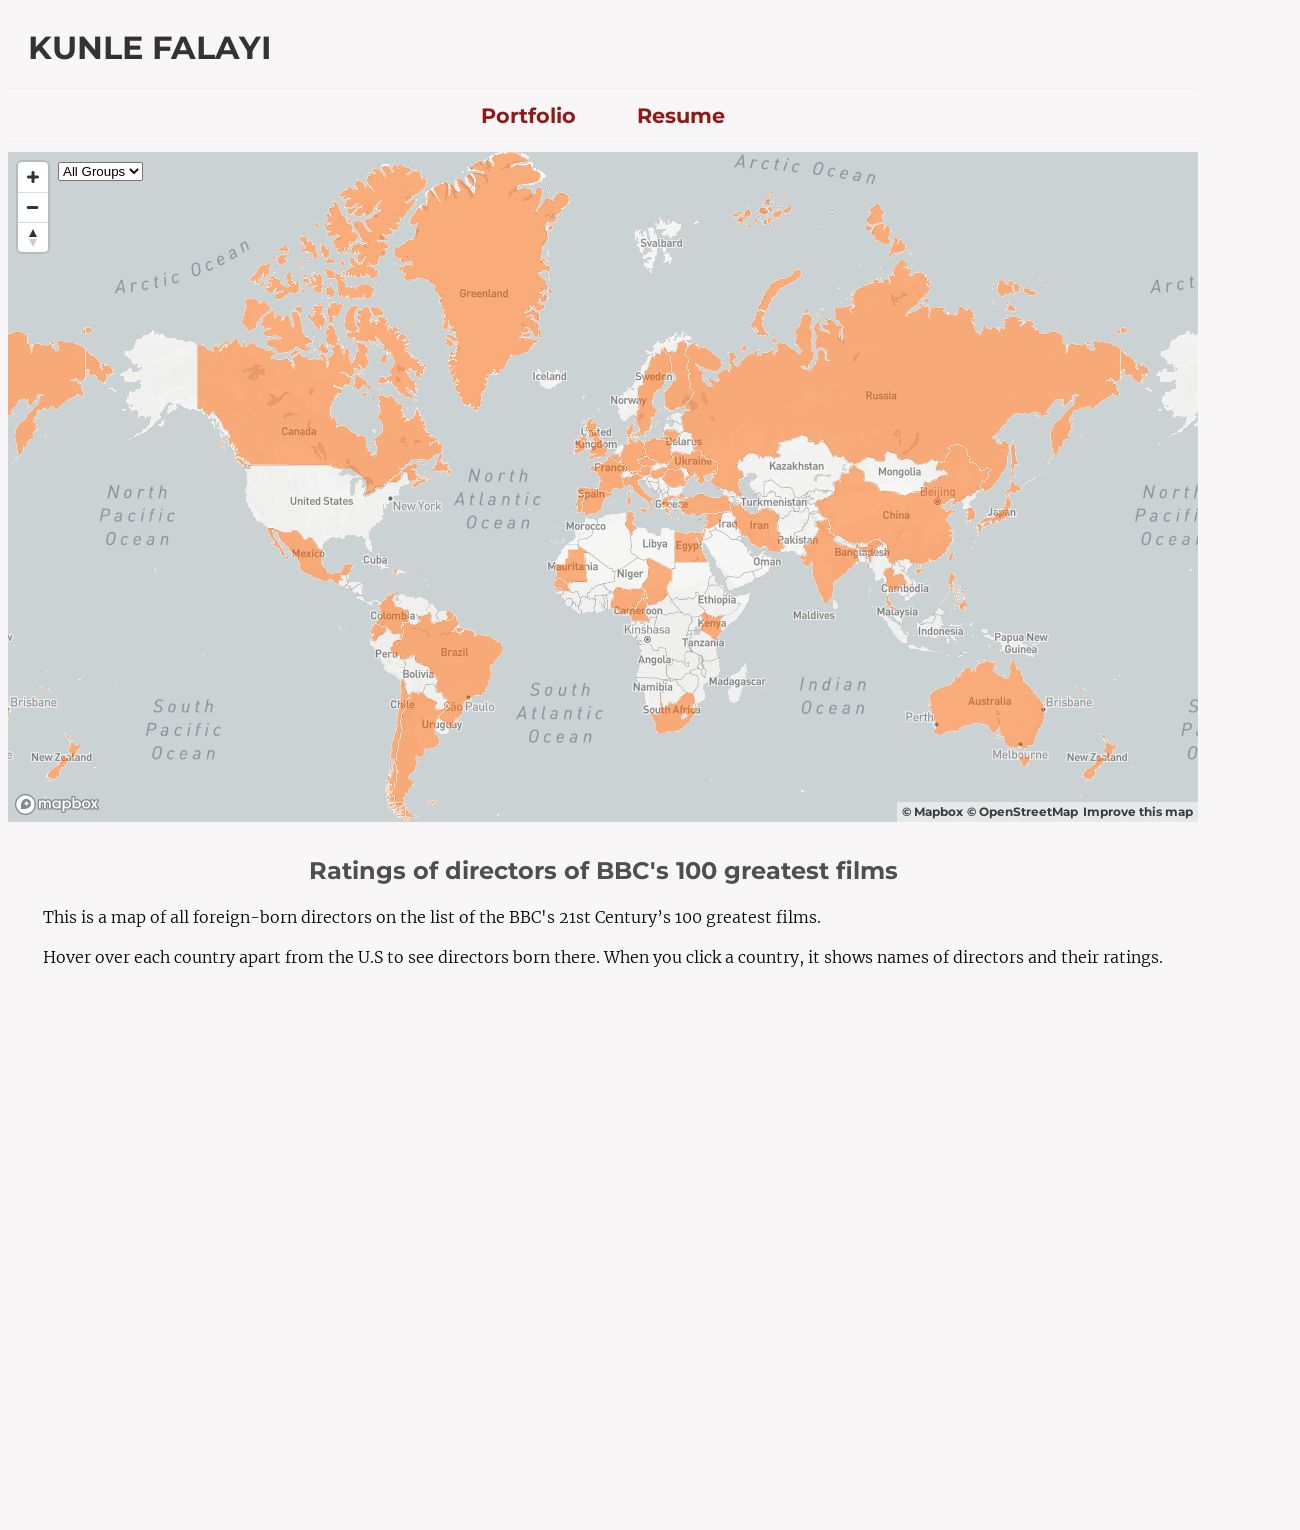 KUNLE FALAYI
Portfolio
Resume
All Groups
Arctic Ocean
Arctic Ocean
Svalbard
Greenland
Iceland
Sweden
Norway
Russia
Canada
United
Kingdom
Belarus
Ukraine
France
Kazakhstan
Mongolia
North
Pacific
Ocean
United States
New York
North
Atlantic
Ocean
Spain
Greece
Turkmenistan
Beijing
China
Japan
Morocco
Iraq
Iran
Pakistan
Libya
Egypt
Bangladesh
Mexico
Cuba
Mauritania
Niger
Oman
Ethiopia
Cambodia
Colombia
Cameroon
Kenya
Maldives
Malaysia
Kinshasa
Indonesia
Papua New
Guinea
Peru
Brazil
Tanzania
Angola
Bolivia
Namibia
Madagascar
Indian
Ocean
South
Atlantic
Ocean
Brisbane
South
Pacific
Ocean
Chile
São Paulo
South Africa
Uruguay
Australia
Perth
Brisbane
Melbourne
New Zealand
New Zealand
mapbox
© Mapbox © OpenStreetMap Improve this map
Ratings of directors of BBC's 100 greatest films
This is a map of all foreign-born directors on the list of the BBC's 21st Century’s 100 greatest films.
Hover over each country apart from the U.S to see directors born there. When you click a country, it shows names of directors and their ratings.